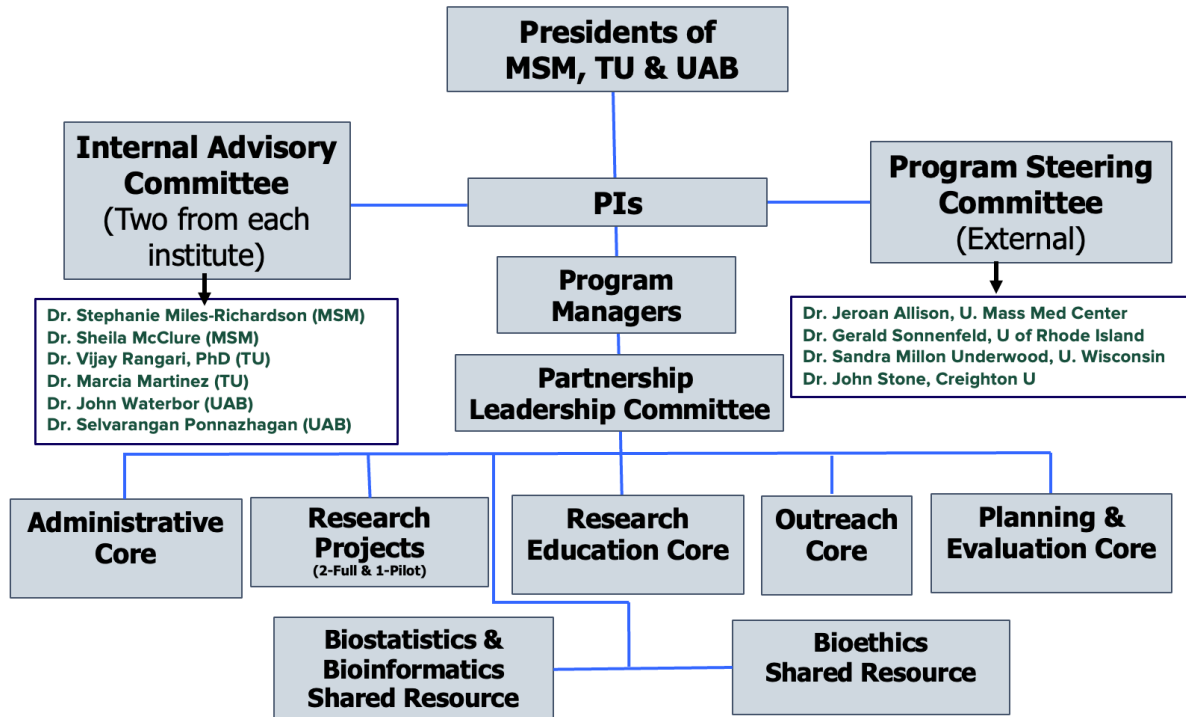 Presidents of
MSM, TU & UAB
Internal Advisory
Committee
(Two from each
institute)
PIs
Program Steering
Committee
(External)
Dr. Stephanie Miles-Richardson (MSM)
Dr. Sheila McClure (MSM)
Dr. Vijay Rangari, PhD (TU)
Dr. Marcia Martinez (TU)
Dr. John Waterbor (UAB)
Dr. Selvarangan Ponnazhagan (UAB)
Program
Managers
Dr. Jeroan Allison, U. Mass Med Center
Dr. Gerald Sonnenfeld, U of Rhode Island
Dr. Sandra Millon Underwood, U. Wisconsin
Dr. John Stone, Creighton U
Partnership
Leadership Committee
Administrative
Core
Research
Projects
(2-Full & 1-Pilot)
Research
Education Core
Outreach
Core
Planning &
Evaluation Core
Biostatistics &
Bioinformatics
Shared Resource
Bioethics
Shared Resource